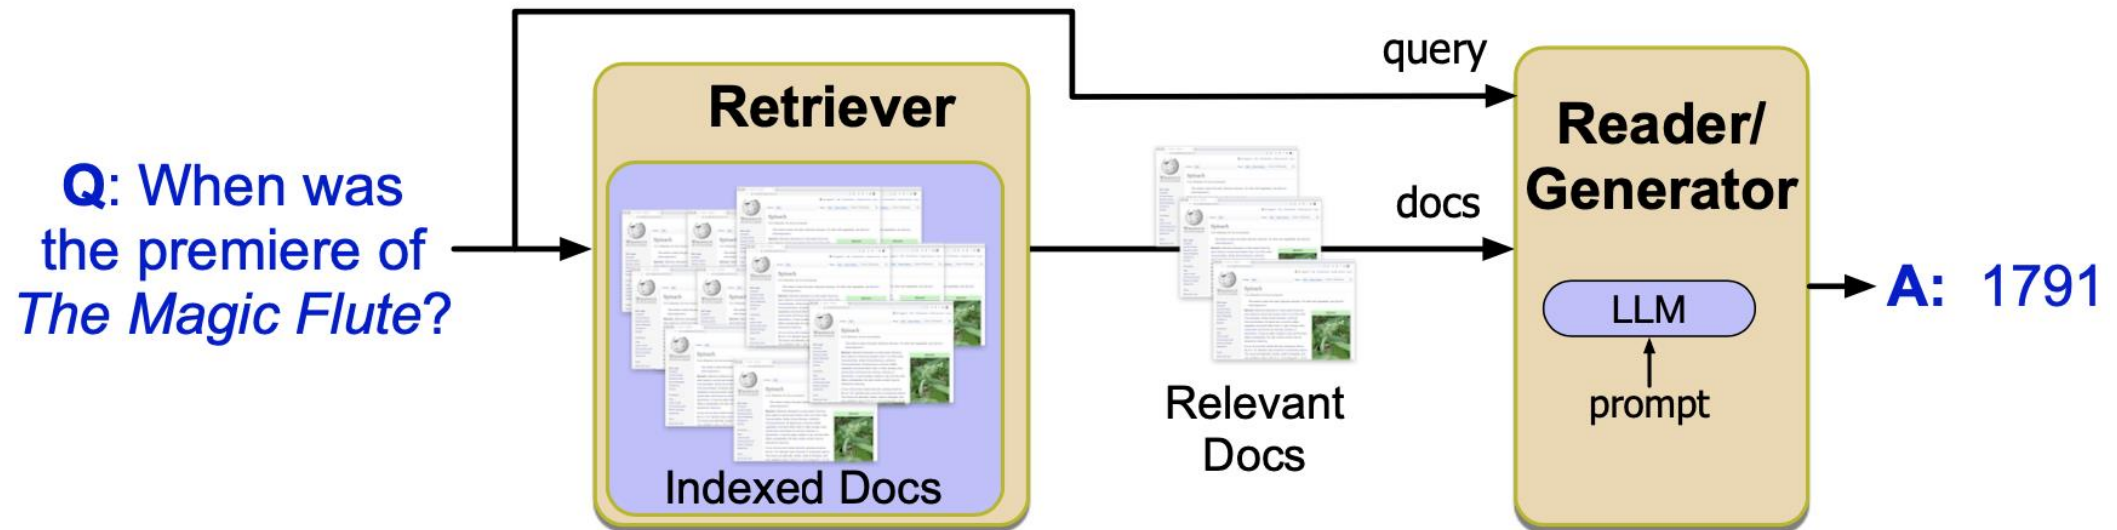 Q: When was
the premiere of
The Magic Flute?
Retriever
Indexed Docs
query
docs
Relevant
Docs
Reader/
Generator
LLM
prompt
A: 1791